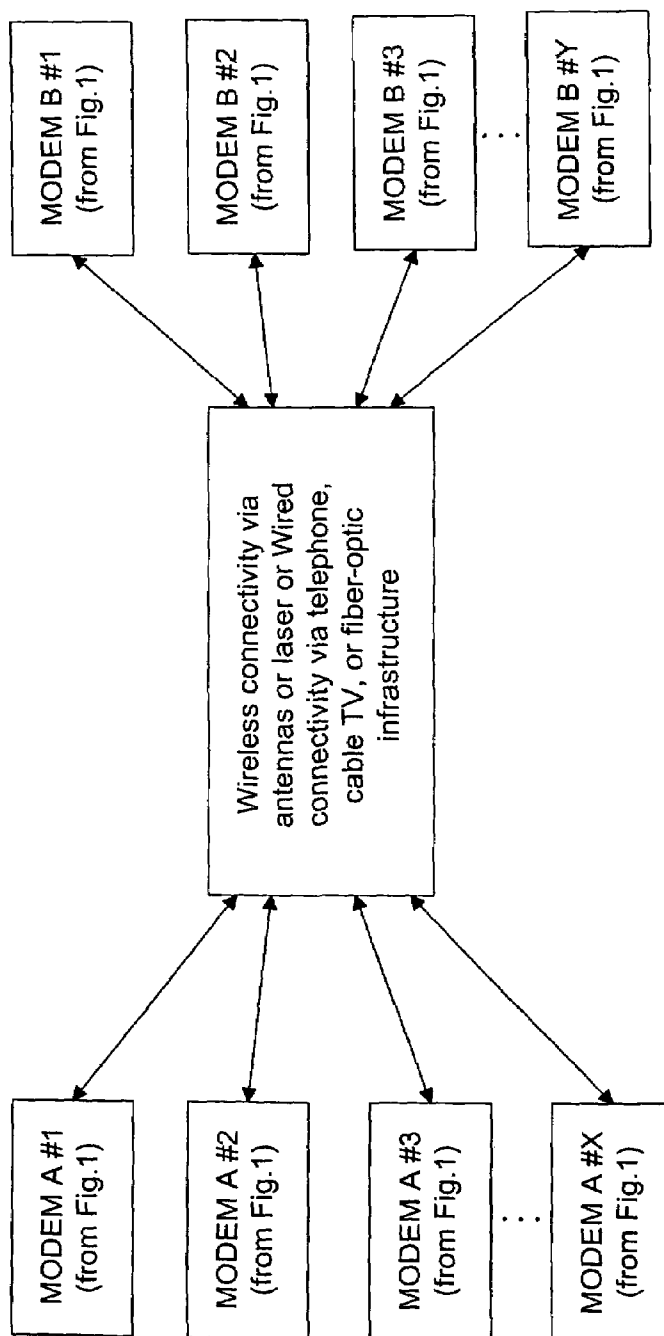 MODEM A #1
(from Fig.1)
MODEM A #2
(from Fig.1)
MODEM A #3
(from Fig.1)
. . . .
MODEM A #X
(from Fig.1)
Wireless connectivity via
antennas or laser or Wired
connectivity via telephone,
cable TV, or fiber-optic
infrastructure
MODEM B #1
(from Fig.1)
MODEM B #2
(from Fig.1)
MODEM B #3
(from Fig.1)
. . . .
MODEM B #Y
(from Fig.1)